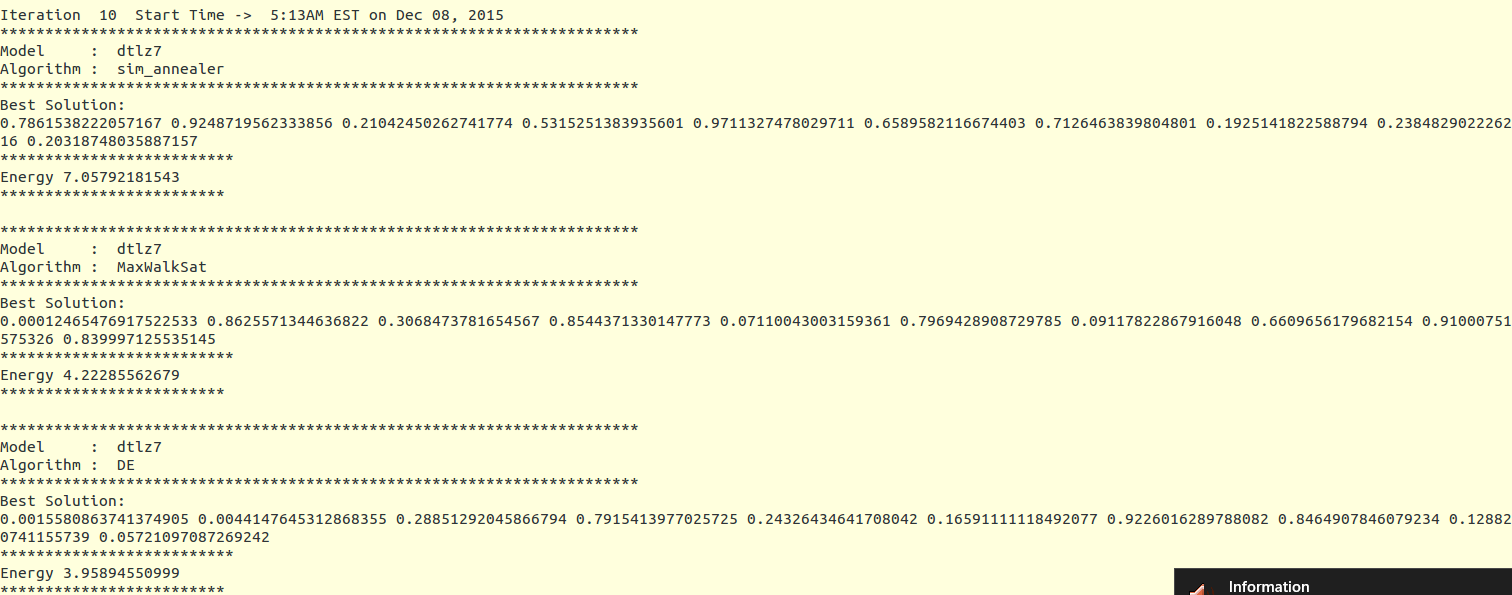 Iteration  10  Start Time ->  5:13AM EST on Dec 08, 2015
***********************************************************************
Model     :  dtlz7
Algorithm :  sim_annealer
***********************************************************************
Best Solution:
0.7861538222057167 0.9248719562333856 0.21042450262741774 0.5315251383935601 0.9711327478029711 0.6589582116674403 0.7126463839804801 0.1925141822588794 0.2384829022262
16 0.20318748035887157
**************************
Energy 7.05792181543
*************************
***********************************************************************
Model     :  dtlz7
Algorithm :  MaxWalkSat
***********************************************************************
Best Solution:
0.00012465476917522533 0.8625571344636822 0.3068473781654567 0.8544371330147773 0.07110043003159361 0.7969428908729785 0.09117822867916048 0.6609656179682154 0.91000751
575326 0.839997125535145
**************************
Energy 4.22285562679
*************************
***********************************************************************
Model     :  dtlz7
Algorithm :  DE
***********************************************************************
Best Solution:
0.0015580863741374905 0.0044147645312868355 0.28851292045866794 0.7915413977025725 0.24326434641708042 0.16591111118492077 0.9226016289788082 0.8464907846079234 0.12882
0741155739 0.05721097087269242
**************************
Energy 3.95894550999
*************************
Information